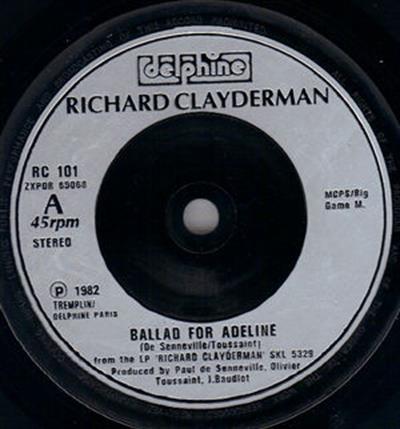 delphine
RICHARD CLAYDERMAN
RC 101
ZXPDR 65068
A
45rpm
STEREO
MCPS/Big
Game M.
P 1982
TREMPLIN/
DELPHINE PARIS
BALLAD FOR ADELINE
(De Senneville/Toussaint)
from the LP 'RICHARD CLAYDERMAN' SKL 5329
Produced by Paul de Senneville, Olivier
Toussaint, J.Baudlot